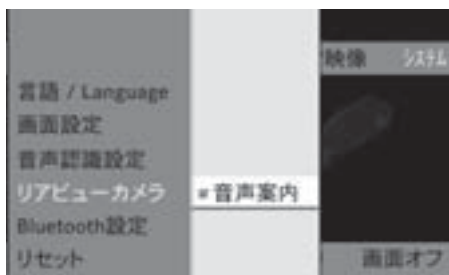 映像 システム
言語 / Language
画面設定
音声認識設定
リアビューカメラ
音声案内
Bluetooth設定
リセット
画面オフ